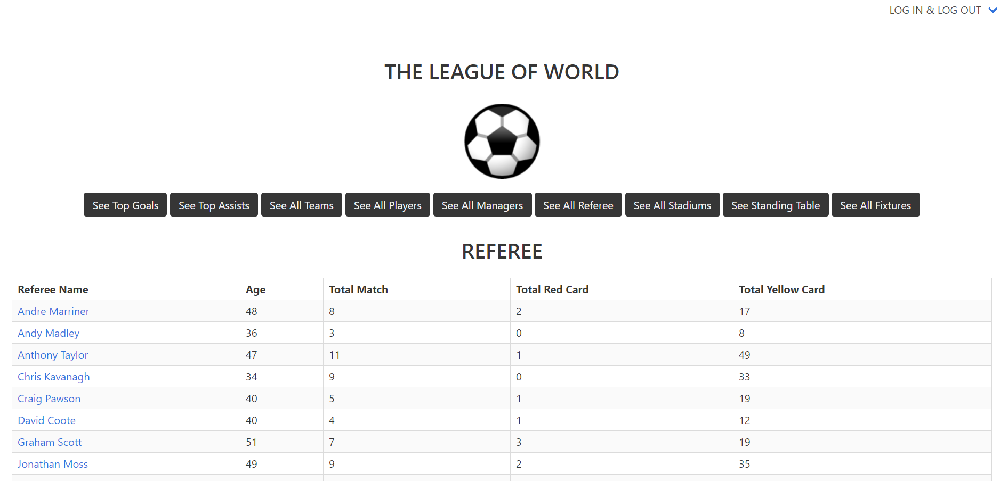 LOG IN & LOG OUT
THE LEAGUE OF WORLD
See Top Goals See Top Assists See All Teams See All Players See All Managers See All Referee See All Stadiums See Standing Table See All Fixtures
REFEREE
Referee Name Age Total Match Total Red Card Total Yellow Card
Andre Marriner 48 8 2 17
Andy Madley 36 3 0 8
Anthony Taylor 47 11 1 49
Chris Kavanagh 34 9 0 33
Craig Pawson 40 5 1 19
David Coote 40 4 1 12
Graham Scott 51 7 3 19
Jonathan Moss 49 9 2 35